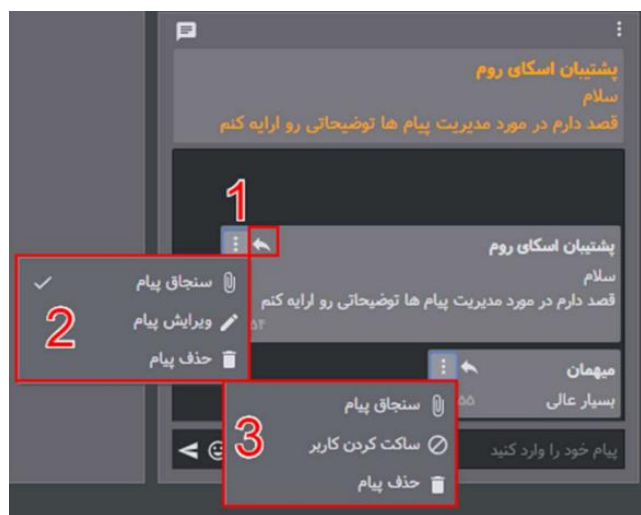 پشتیبان اسکای روم
سلام
قصد دارم در مورد مدیریت پیام ها توضیحاتی رو ارایه کنم
1
پشتیبان اسکای روم
سلام
قصد دارم در مورد مدیریت پیام ها توضیحاتی رو ارایه کنم
۵۴
2
سنجاق پیام
ویرایش پیام
حذف پیام
میهمان
بسیار عالی
۵۵
3
سنجاق پیام
ساکت کردن کاربر
حذف پیام
پیام خود را وارد کنید